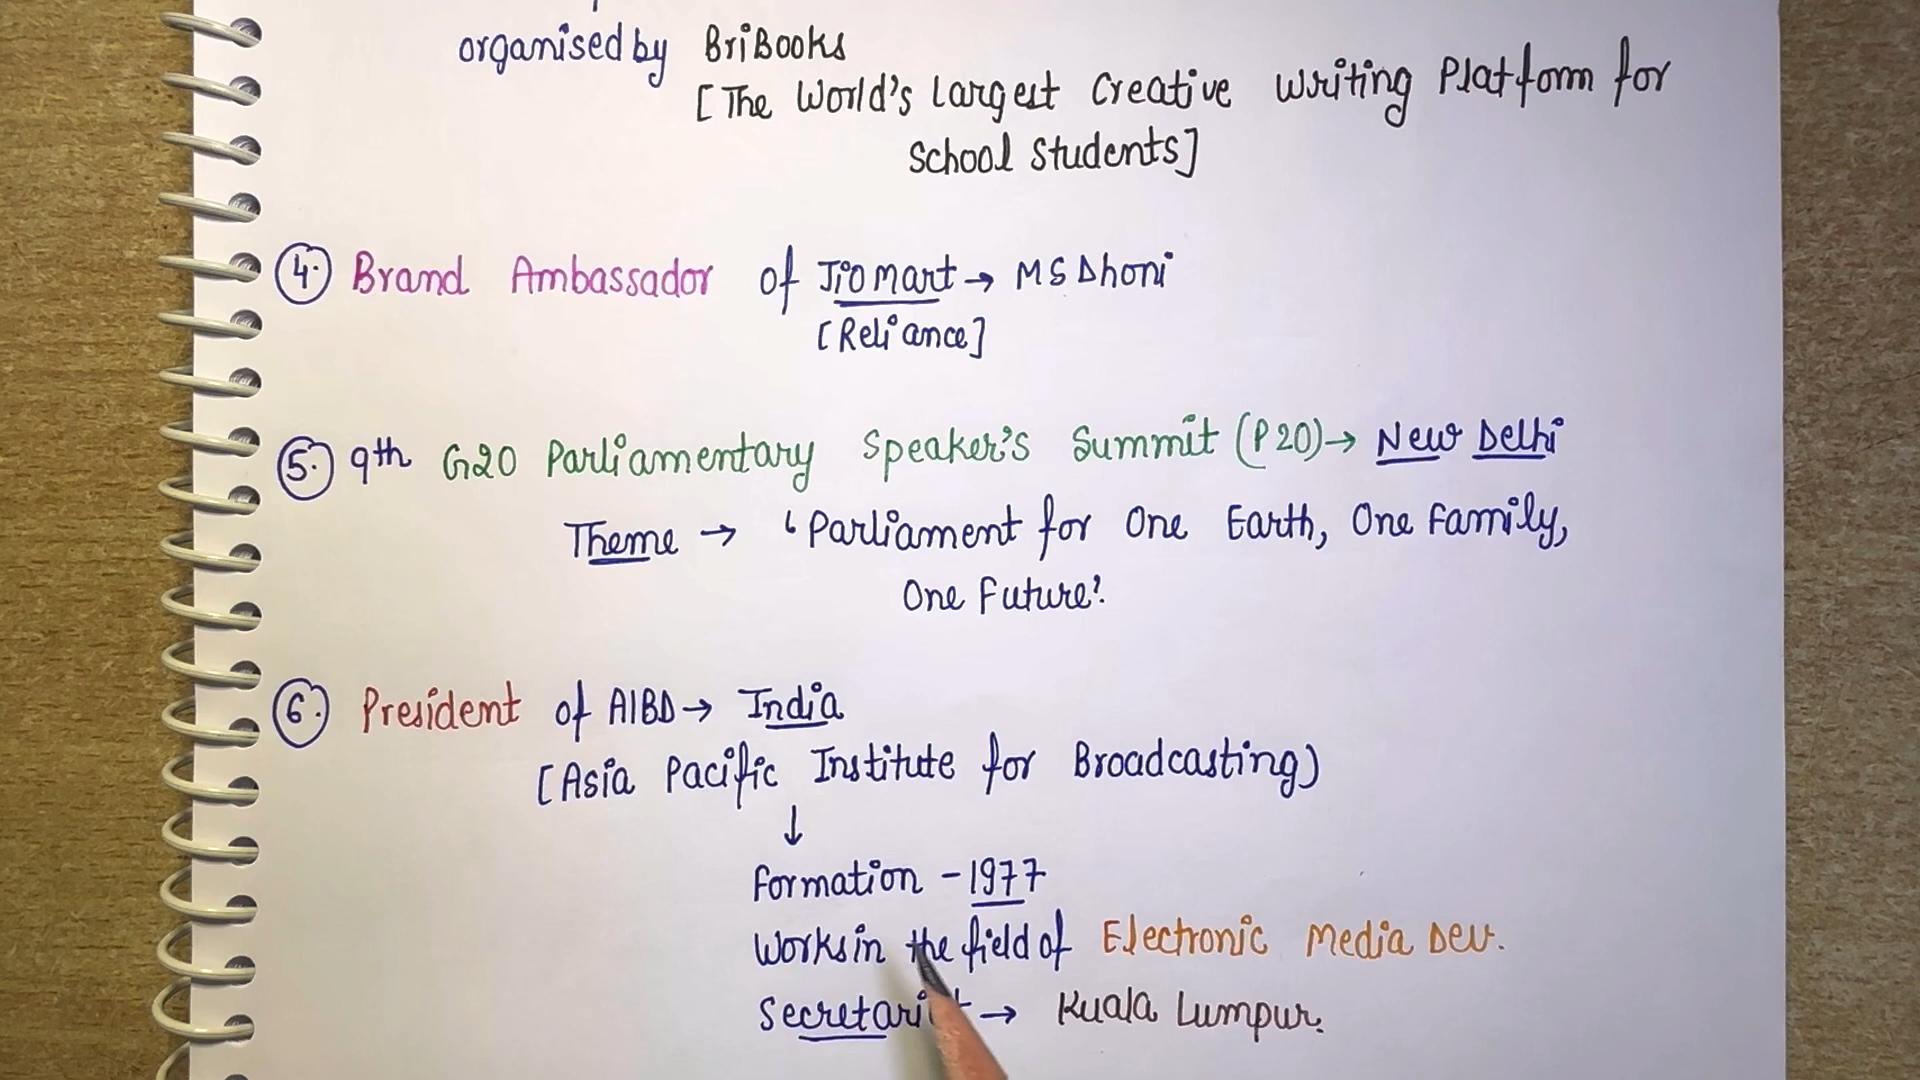 organised by BriBooks
[The World's Largest Creative Writing Platform for
School Students]
4. Brand Ambassador of Jiomart → MS Dhoni
[Reliance]
5. 9th G20 Parliamentary Speaker's Summit (P20) → New Delhi
Theme → 'Parliament for One Earth, One Family,
One Future'.
6. President of AIBD → India
[Asia Pacific Institute for Broadcasting)
↓
Formation - 1977
Works in the field of Electronic Media Dev.
Secretariat → Kuala Lumpur.